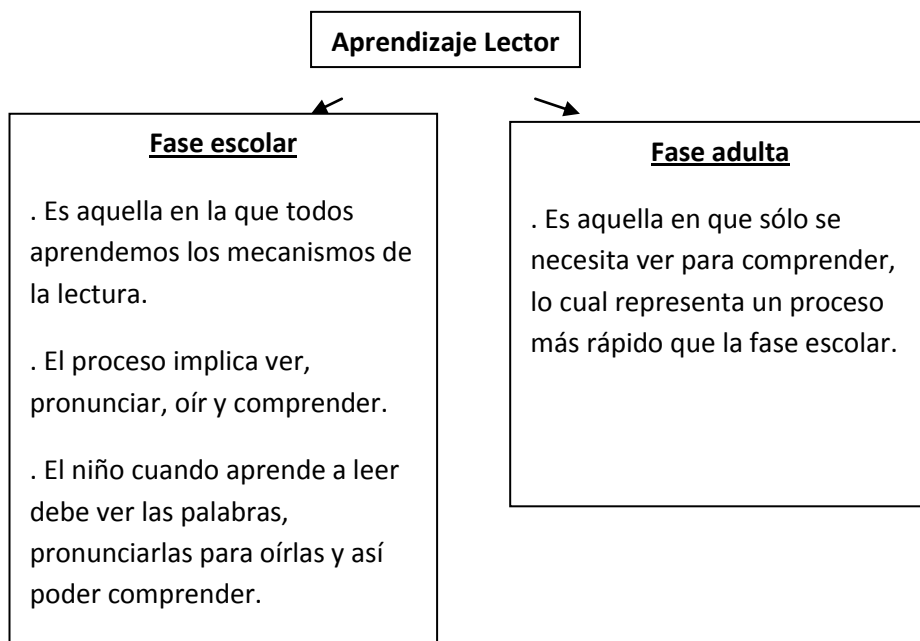 Aprendizaje Lector
Fase escolar
. Es aquella en la que todos
aprendemos los mecanismos de
la lectura.
. El proceso implica ver,
pronunciar, oír y comprender.
. El niño cuando aprende a leer
debe ver las palabras,
pronunciarlas para oírlas y así
poder comprender.
Fase adulta
. Es aquella en que sólo se
necesita ver para comprender,
lo cual representa un proceso
más rápido que la fase escolar.